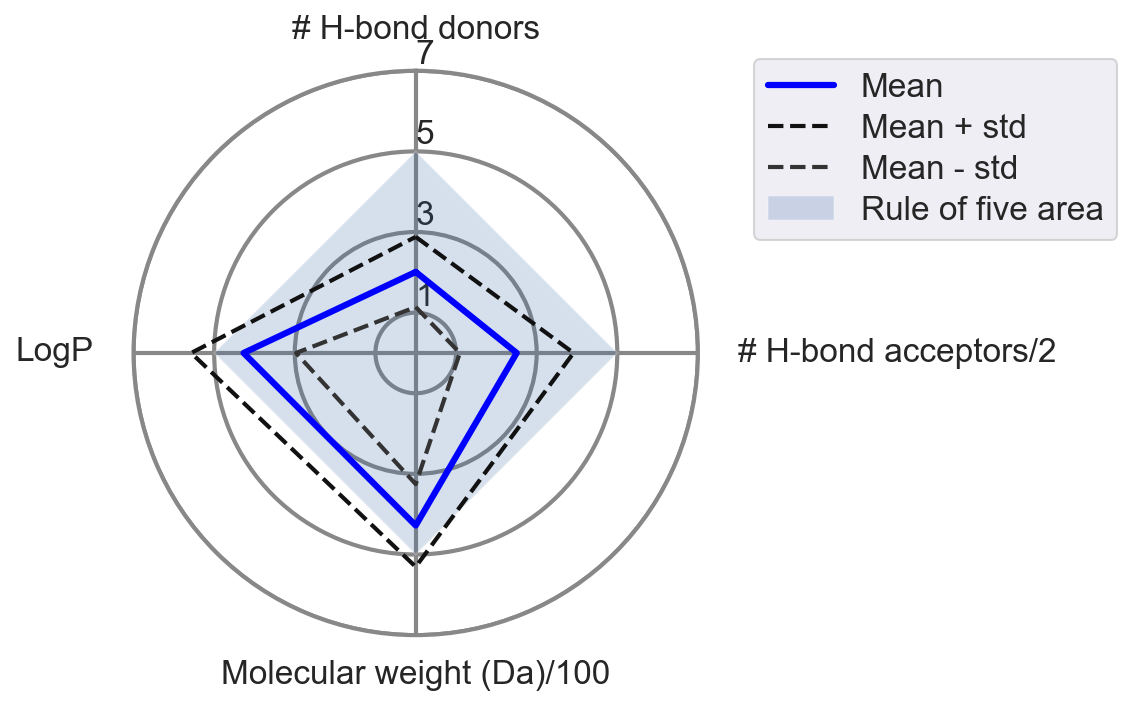 # H-bond donors
7
5
3
1
LogP
# H-bond acceptors/2
Molecular weight (Da)/100
Mean
Mean + std
Mean - std
Rule of five area